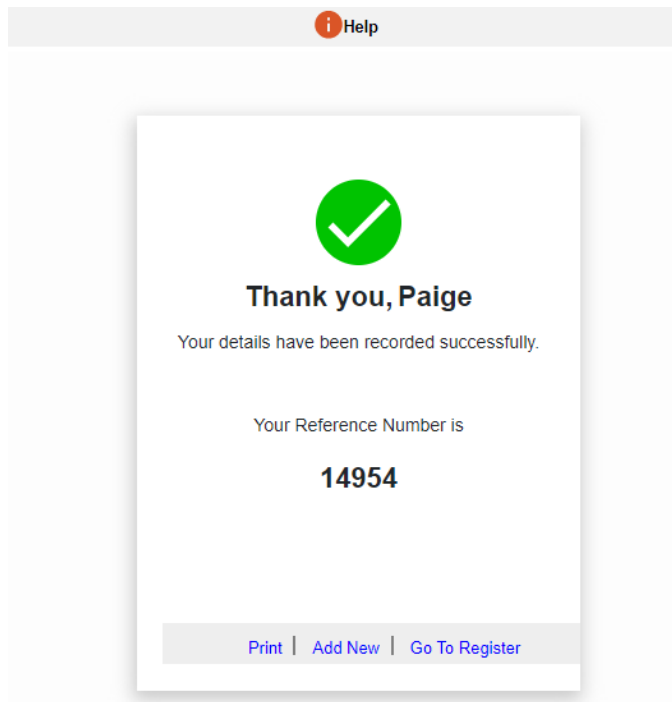 Help
Thank you, Paige
Your details have been recorded successfully.
Your Reference Number is
14954
Print | Add New | Go To Register